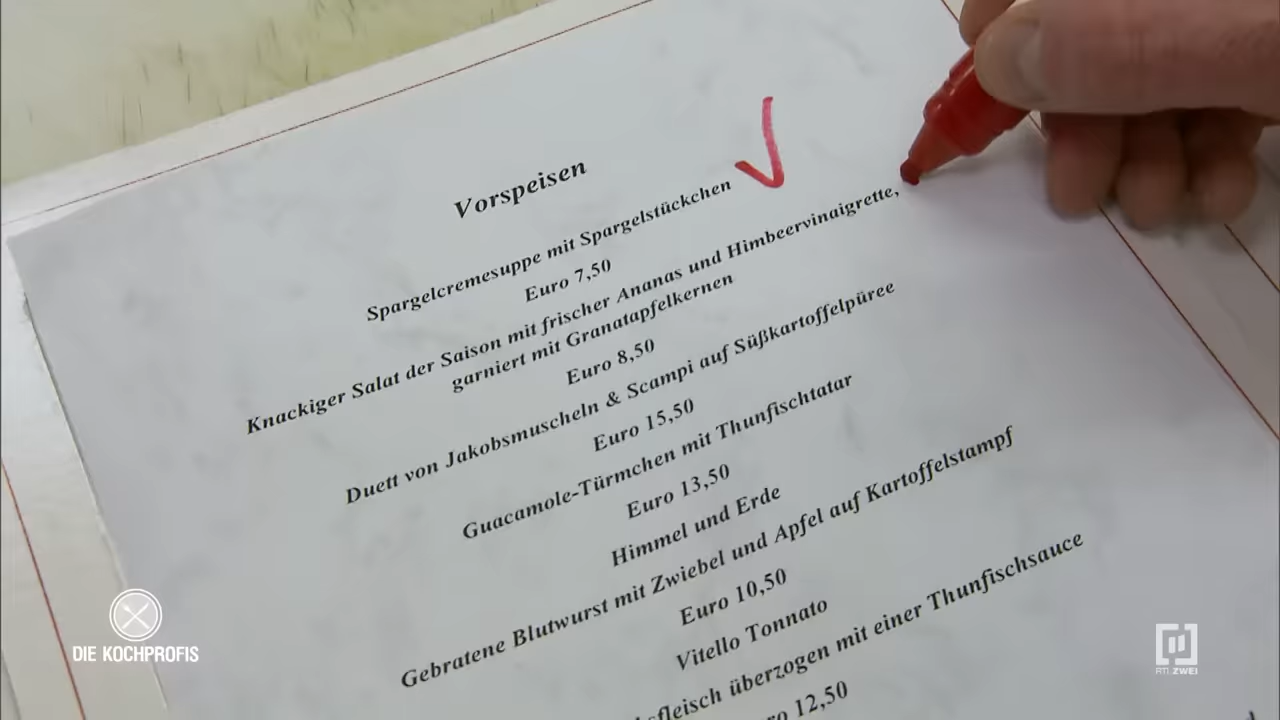 Vorspeisen
Spargelcremesuppe mit Spargelstückchen
Euro 7,50
Knackiger Salat der Saison mit frischer Ananas und Himbeervinaigrette,
garniert mit Granatapfelkernen
Euro 8,50
Duett von Jakobsmuscheln & Scampi auf Süßkartoffelpüree
Euro 15,50
Guacamole-Türmchen mit Thunfischtatar
Euro 13,50
Himmel und Erde
Gebratene Blutwurst mit Zwiebel und Apfel auf Kartoffelstampf
Euro 10,50
Vitello Tonnato
überzogen mit einer Thunfischsauce
12,50
DIE KOCHPROFIS
RTL ZWEI